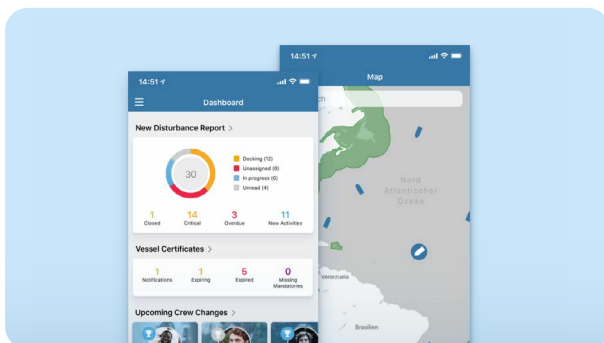 14:51
Map
ch
Nord
Atlantischer
Ozean
Venezuela
Brasilien
14:51
Dashboard
New Disturbance Report >
30
Docking (12)
Unassigned (8)
In progress (6)
Unread (4)
1 14 3 11
Closed Critical Overdue New Activities
Vessel Certificates >
1 1 5 0
Notifications Expiring Expired Missing
Mandatories
Upcoming Crew Changes >